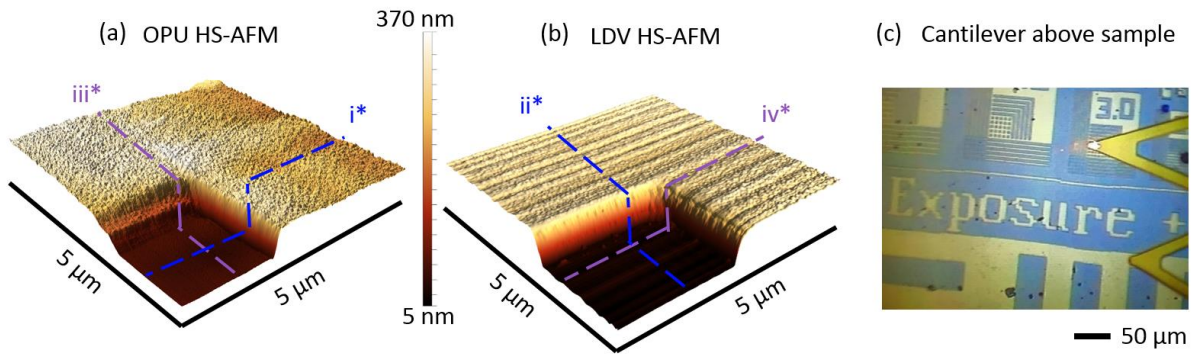 (a) OPU HS-AFM
370 nm
(b) LDV HS-AFM
(c) Cantilever above sample
iii*
i*
ii*
iv*
3.0
Exposure +
5 µm
5 µm
5 nm
5 µm
5 µm
50 µm